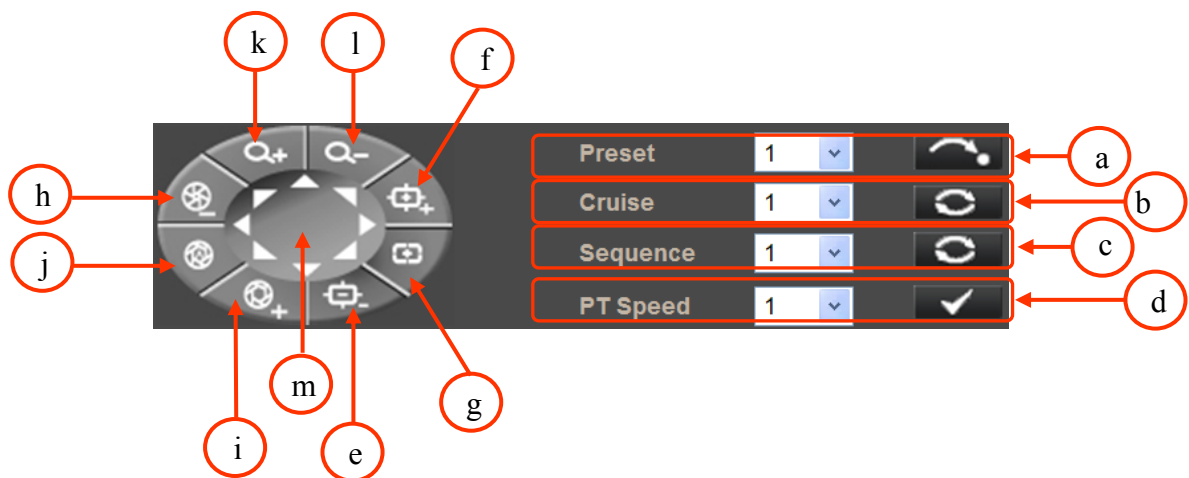 k
l
f
h
Preset 1
a
Cruise 1
b
j
Sequence 1
c
PT Speed 1
d
m
g
i
e